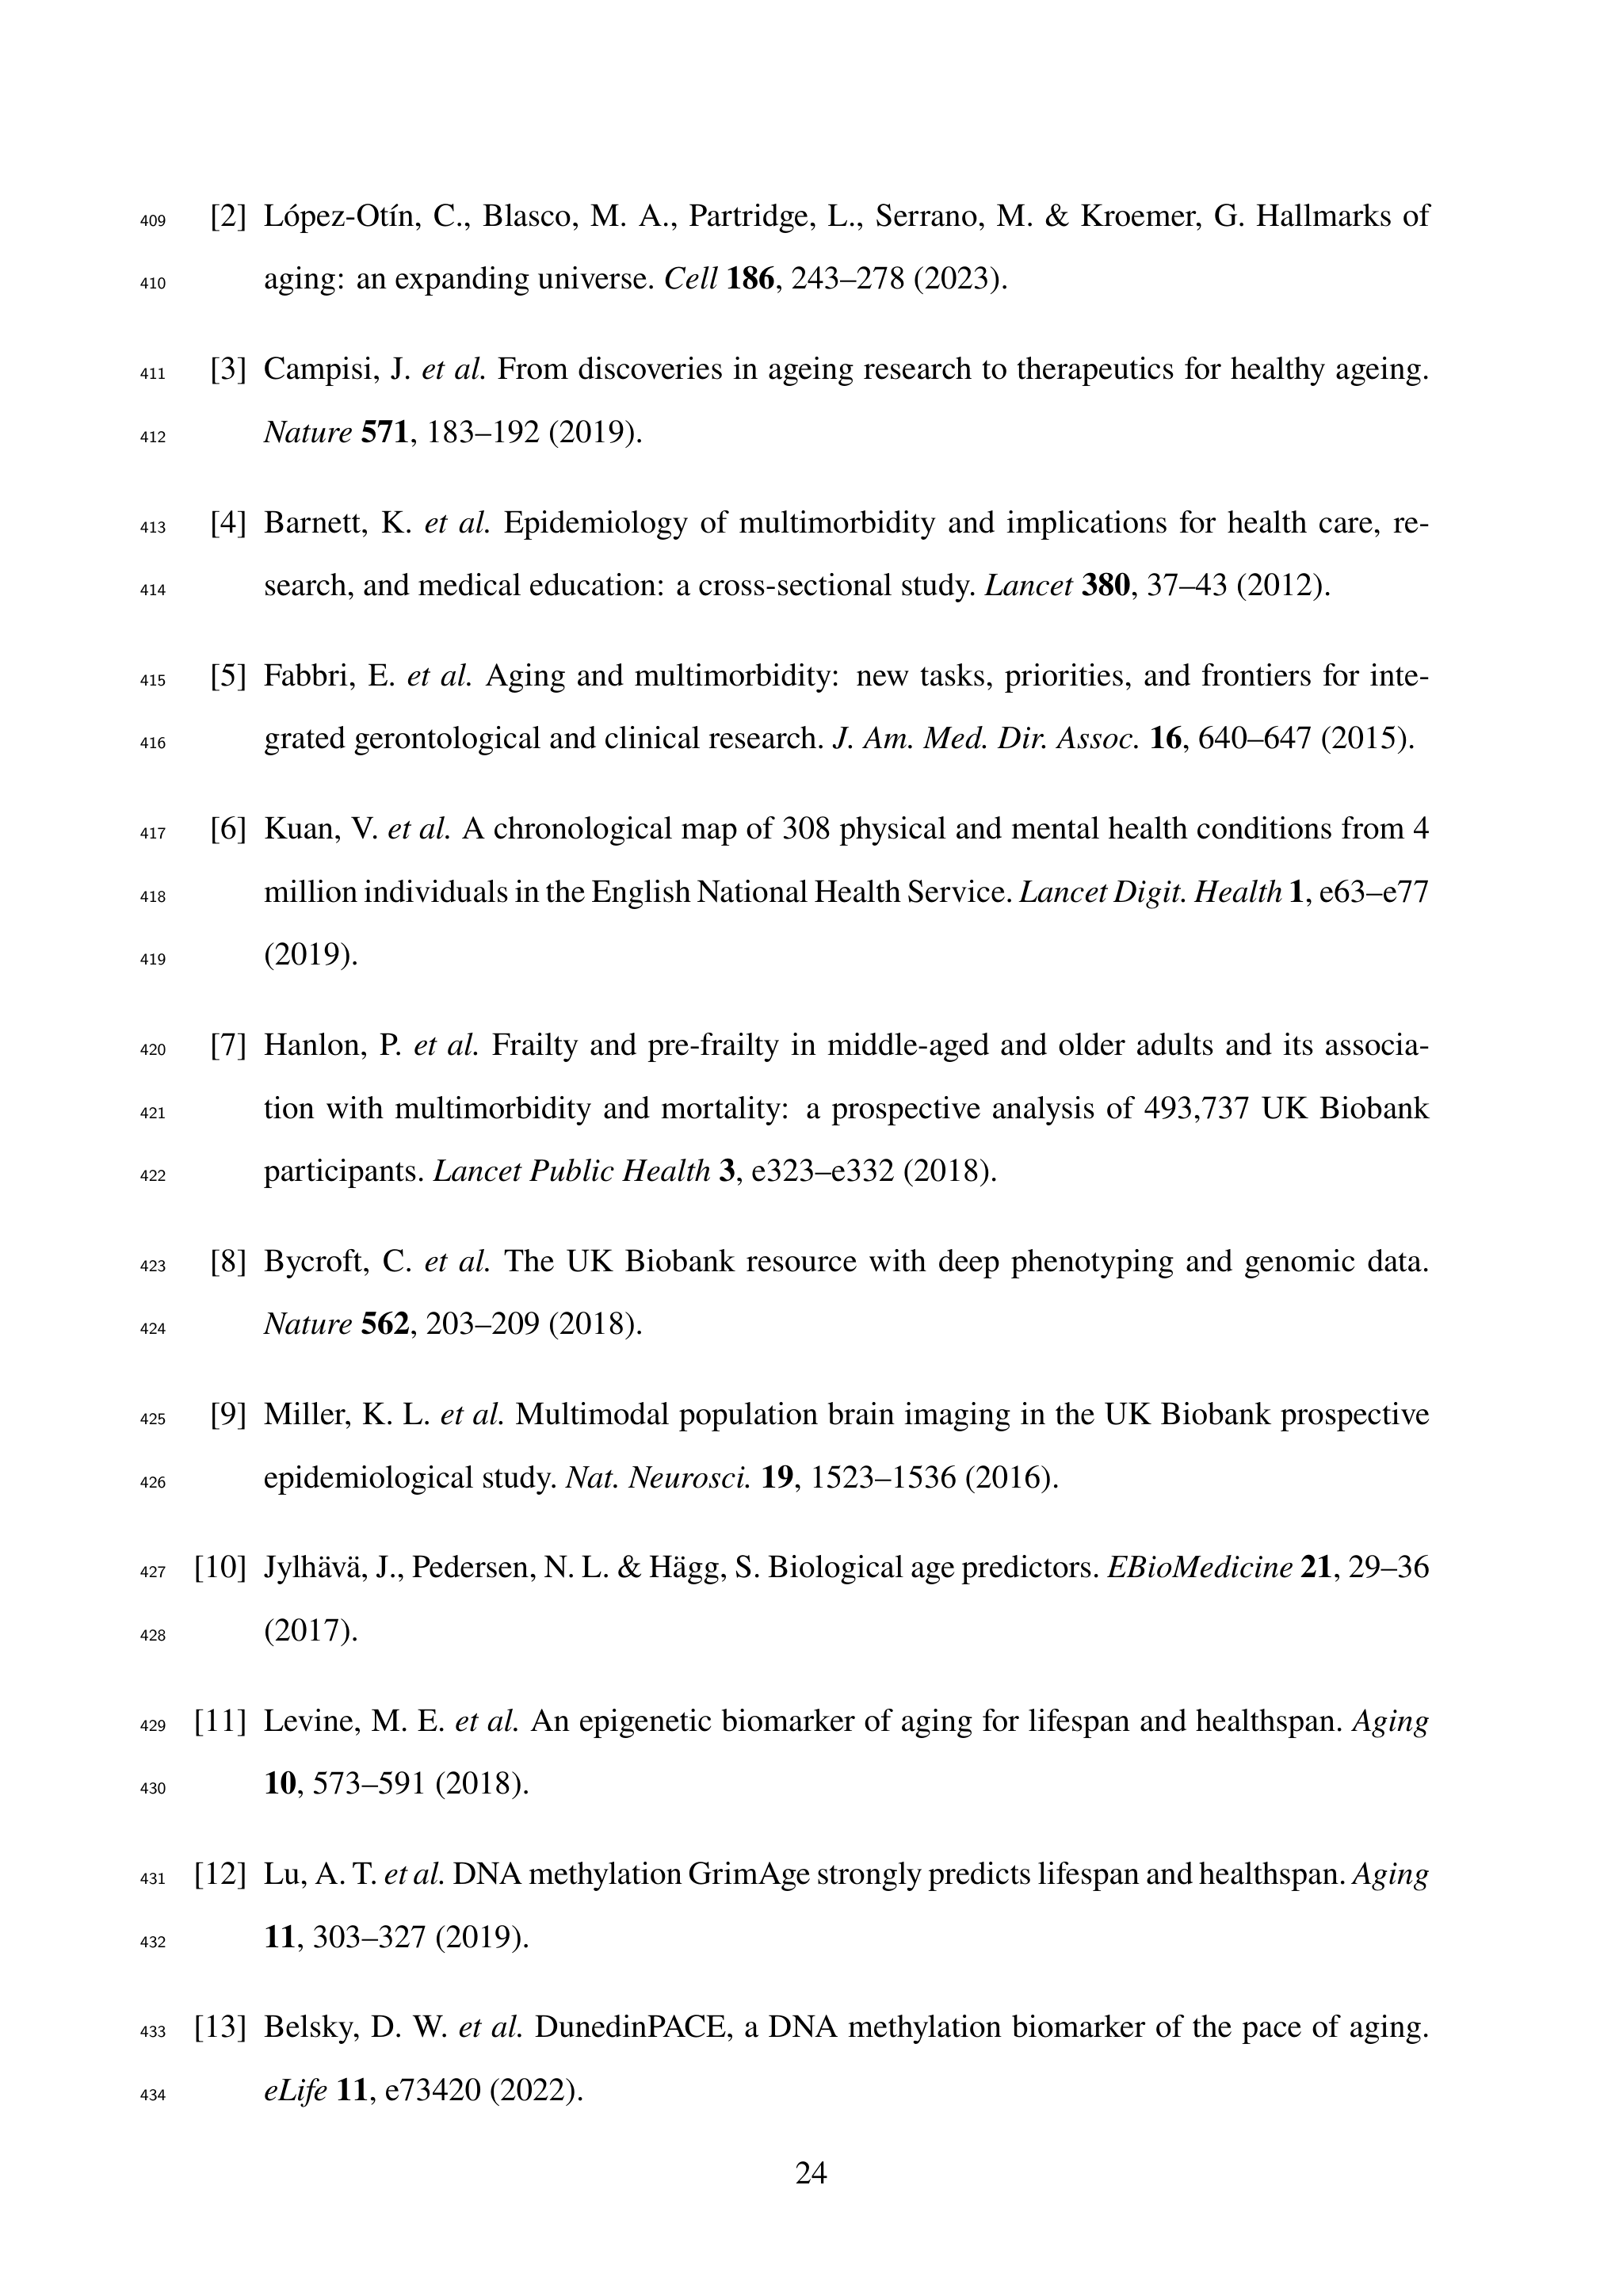 409 [2] López-Otín, C., Blasco, M. A., Partridge, L., Serrano, M. & Kroemer, G. Hallmarks of
410 aging: an expanding universe. Cell 186, 243–278 (2023).
411 [3] Campisi, J. et al. From discoveries in ageing research to therapeutics for healthy ageing.
412 Nature 571, 183–192 (2019).
413 [4] Barnett, K. et al. Epidemiology of multimorbidity and implications for health care, re-
414 search, and medical education: a cross-sectional study. Lancet 380, 37–43 (2012).
415 [5] Fabbri, E. et al. Aging and multimorbidity: new tasks, priorities, and frontiers for inte-
416 grated gerontological and clinical research. J. Am. Med. Dir. Assoc. 16, 640–647 (2015).
417 [6] Kuan, V. et al. A chronological map of 308 physical and mental health conditions from 4
418 million individuals in the English National Health Service. Lancet Digit. Health 1, e63–e77
419 (2019).
420 [7] Hanlon, P. et al. Frailty and pre-frailty in middle-aged and older adults and its associa-
421 tion with multimorbidity and mortality: a prospective analysis of 493,737 UK Biobank
422 participants. Lancet Public Health 3, e323–e332 (2018).
423 [8] Bycroft, C. et al. The UK Biobank resource with deep phenotyping and genomic data.
424 Nature 562, 203–209 (2018).
425 [9] Miller, K. L. et al. Multimodal population brain imaging in the UK Biobank prospective
426 epidemiological study. Nat. Neurosci. 19, 1523–1536 (2016).
427 [10] Jylhävä, J., Pedersen, N. L. & Hägg, S. Biological age predictors. EBioMedicine 21, 29–36
428 (2017).
429 [11] Levine, M. E. et al. An epigenetic biomarker of aging for lifespan and healthspan. Aging
430 10, 573–591 (2018).
431 [12] Lu, A. T. et al. DNA methylation GrimAge strongly predicts lifespan and healthspan. Aging
432 11, 303–327 (2019).
433 [13] Belsky, D. W. et al. DunedinPACE, a DNA methylation biomarker of the pace of aging.
434 eLife 11, e73420 (2022).
24